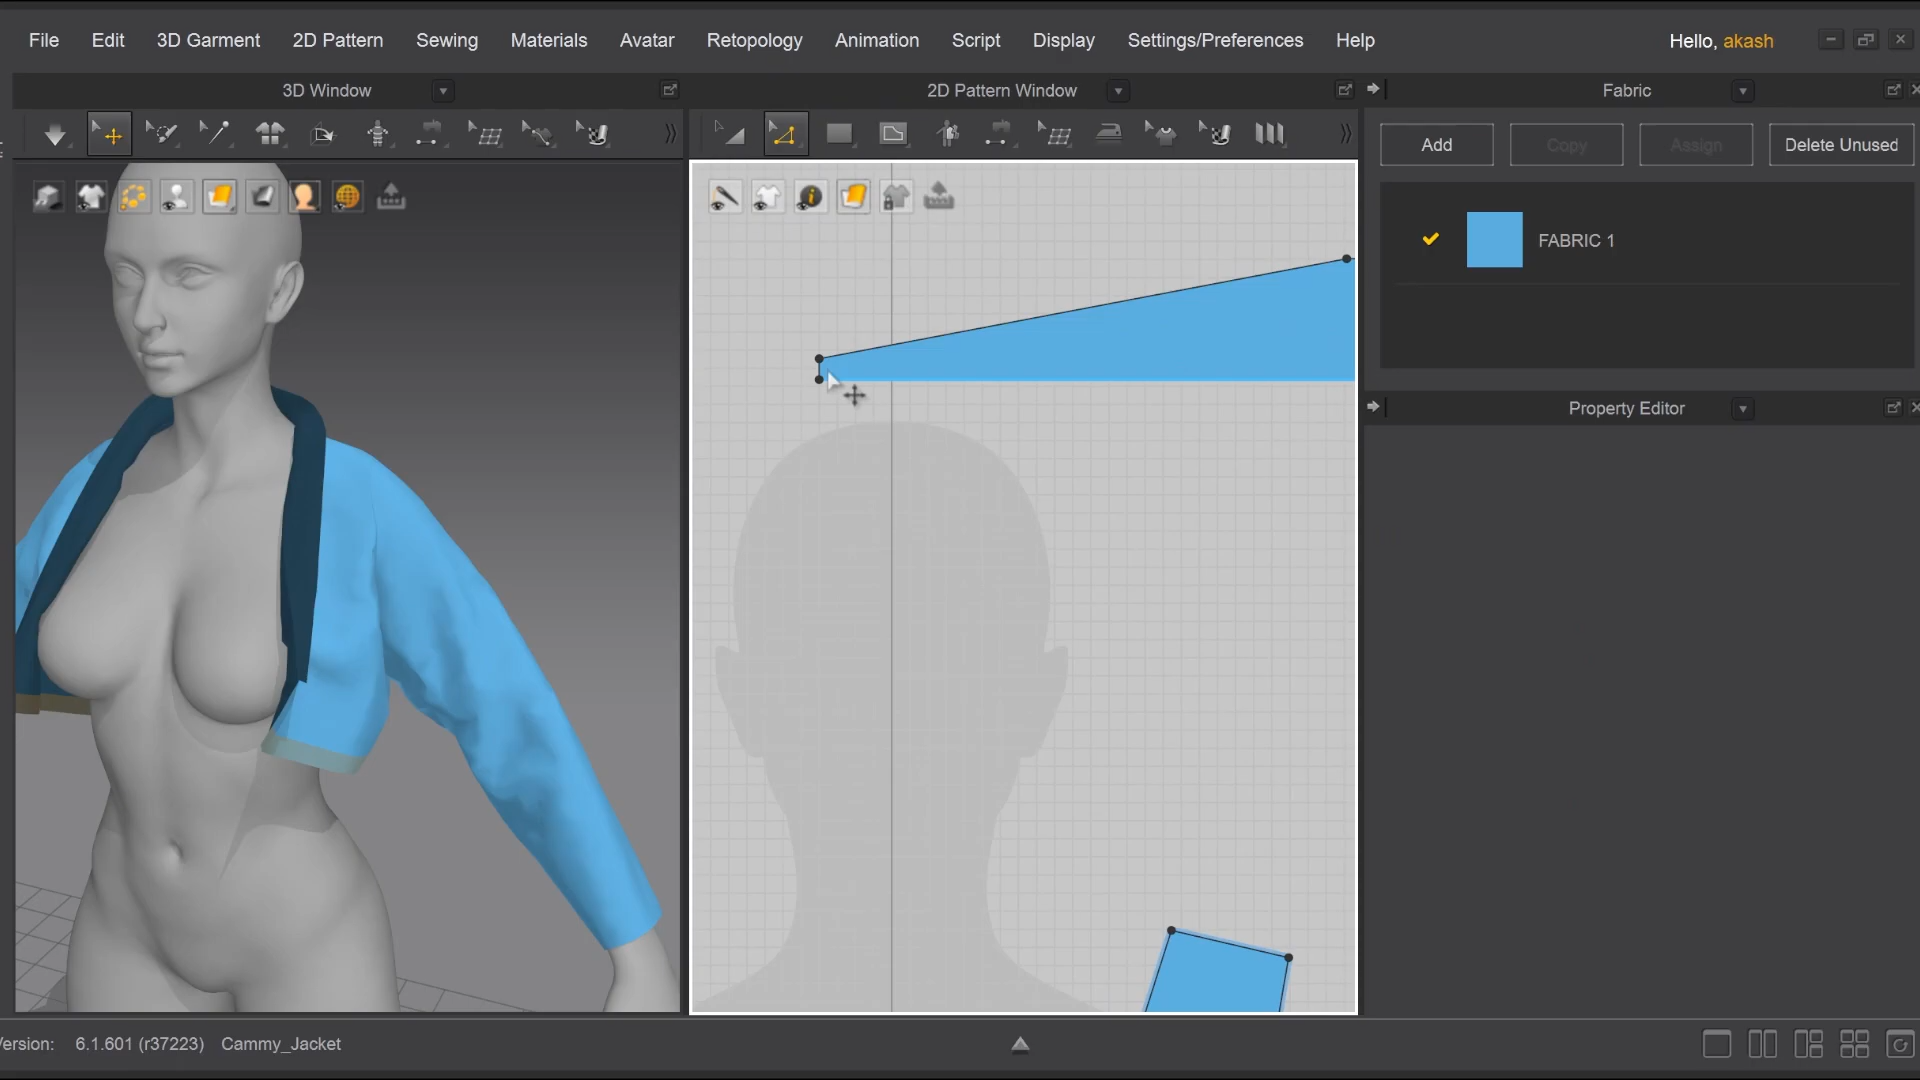 File Edit 3D Garment 2D Pattern Sewing Materials Avatar Retopology Animation Script Display Settings/Preferences Help Hello, akash
3D Window 2D Pattern Window Fabric
Add Copy Assign Delete Unused
FABRIC 1
Property Editor
ersion: 6.1.601 (r37223) Cammy_Jacket